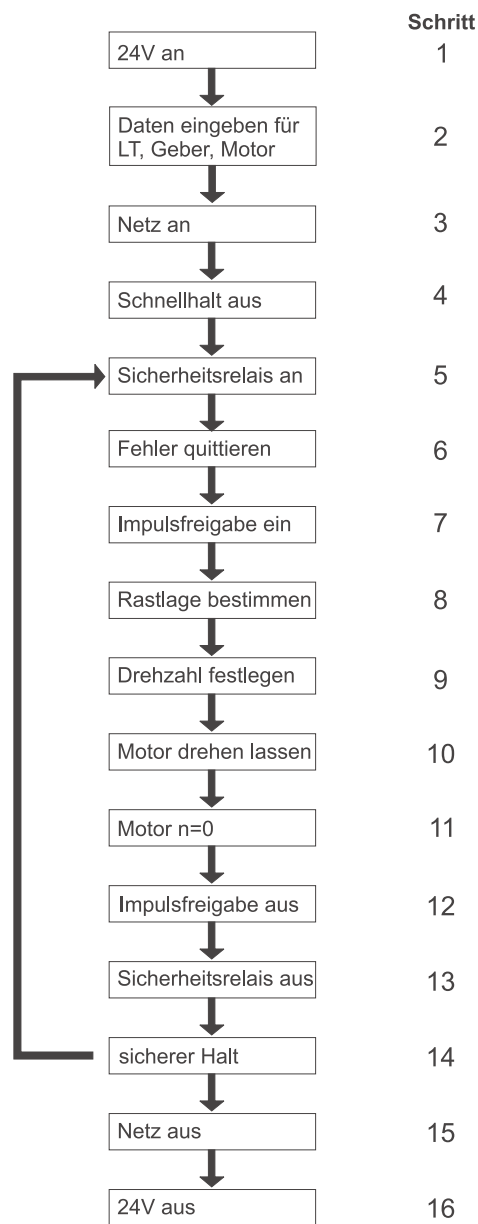 Schritt
24V an 1
Daten eingeben für
LT, Geber, Motor 2
Netz an 3
Schnellhalt aus 4
Sicherheitsrelais an 5
Fehler quittieren 6
Impulsfreigabe ein 7
Rastlage bestimmen 8
Drehzahl festlegen 9
Motor drehen lassen 10
Motor n=0 11
Impulsfreigabe aus 12
Sicherheitsrelais aus 13
sicherer Halt 14
Netz aus 15
24V aus 16